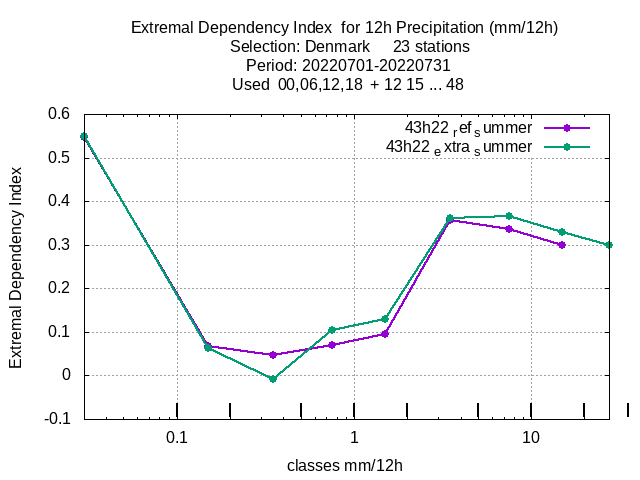 Extremal Dependency Index  for 12h Precipitation (mm/12h)
Selection: Denmark     23 stations
Period: 20220701-20220731
Used  00,06,12,18  + 12 15 ... 48
43h22 ref summer
43h22 extra summer
0.6
0.5
0.4
0.3
0.2
0.1
0
-0.1
Extremal Dependency Index
0.1 1 10
classes mm/12h